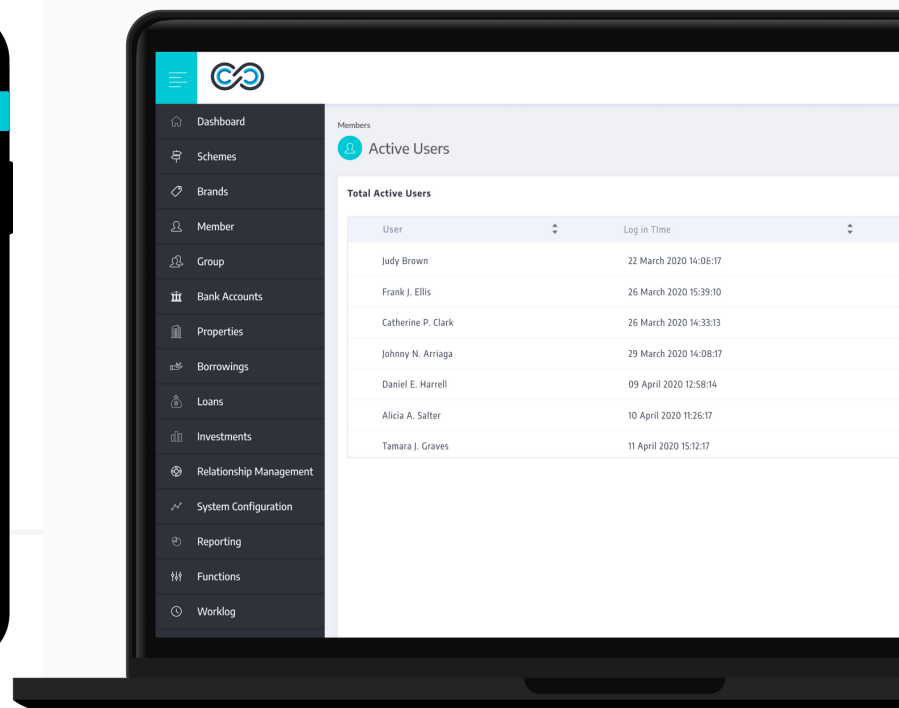 Dashboard
Schemes
Brands
Member
Group
Bank Accounts
Properties
Borrowings
Loans
Investments
Relationship Management
System Configuration
Reporting
Functions
Worklog
Members
Active Users
Total Active Users
User Log in TIme
Judy Brown 22 March 2020 14:08:17
Frank J. Ellis 26 March 2020 15:39:10
Catherine P. Clark 26 March 2020 14:33:13
Johnny N. Arriaga 29 March 2020 14:08:17
Daniel E. Harrell 09 April 2020 12:58:14
Alicia A. Salter 10 April 2020 11:26:17
Tamara J. Graves 11 April 2020 15:12:17